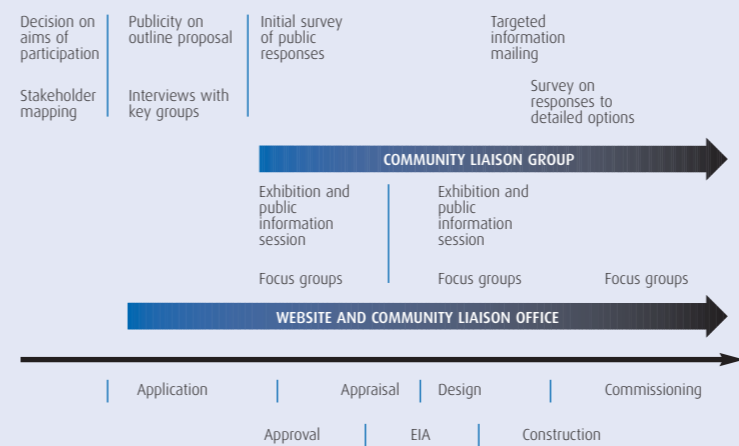 Decision on
aims of
participation
Stakeholder
mapping
Publicity on
outline proposal
Interviews with
key groups
Initial survey
of public
responses
Targeted
information
mailing
Survey on
responses to
detailed options
COMMUNITY LIAISON GROUP
Exhibition and
public
information
session
Focus groups
Exhibition and
public
information
session
Focus groups
Focus groups
WEBSITE AND COMMUNITY LIAISON OFFICE
Application
Appraisal
Design
Commissioning
Approval
EIA
Construction